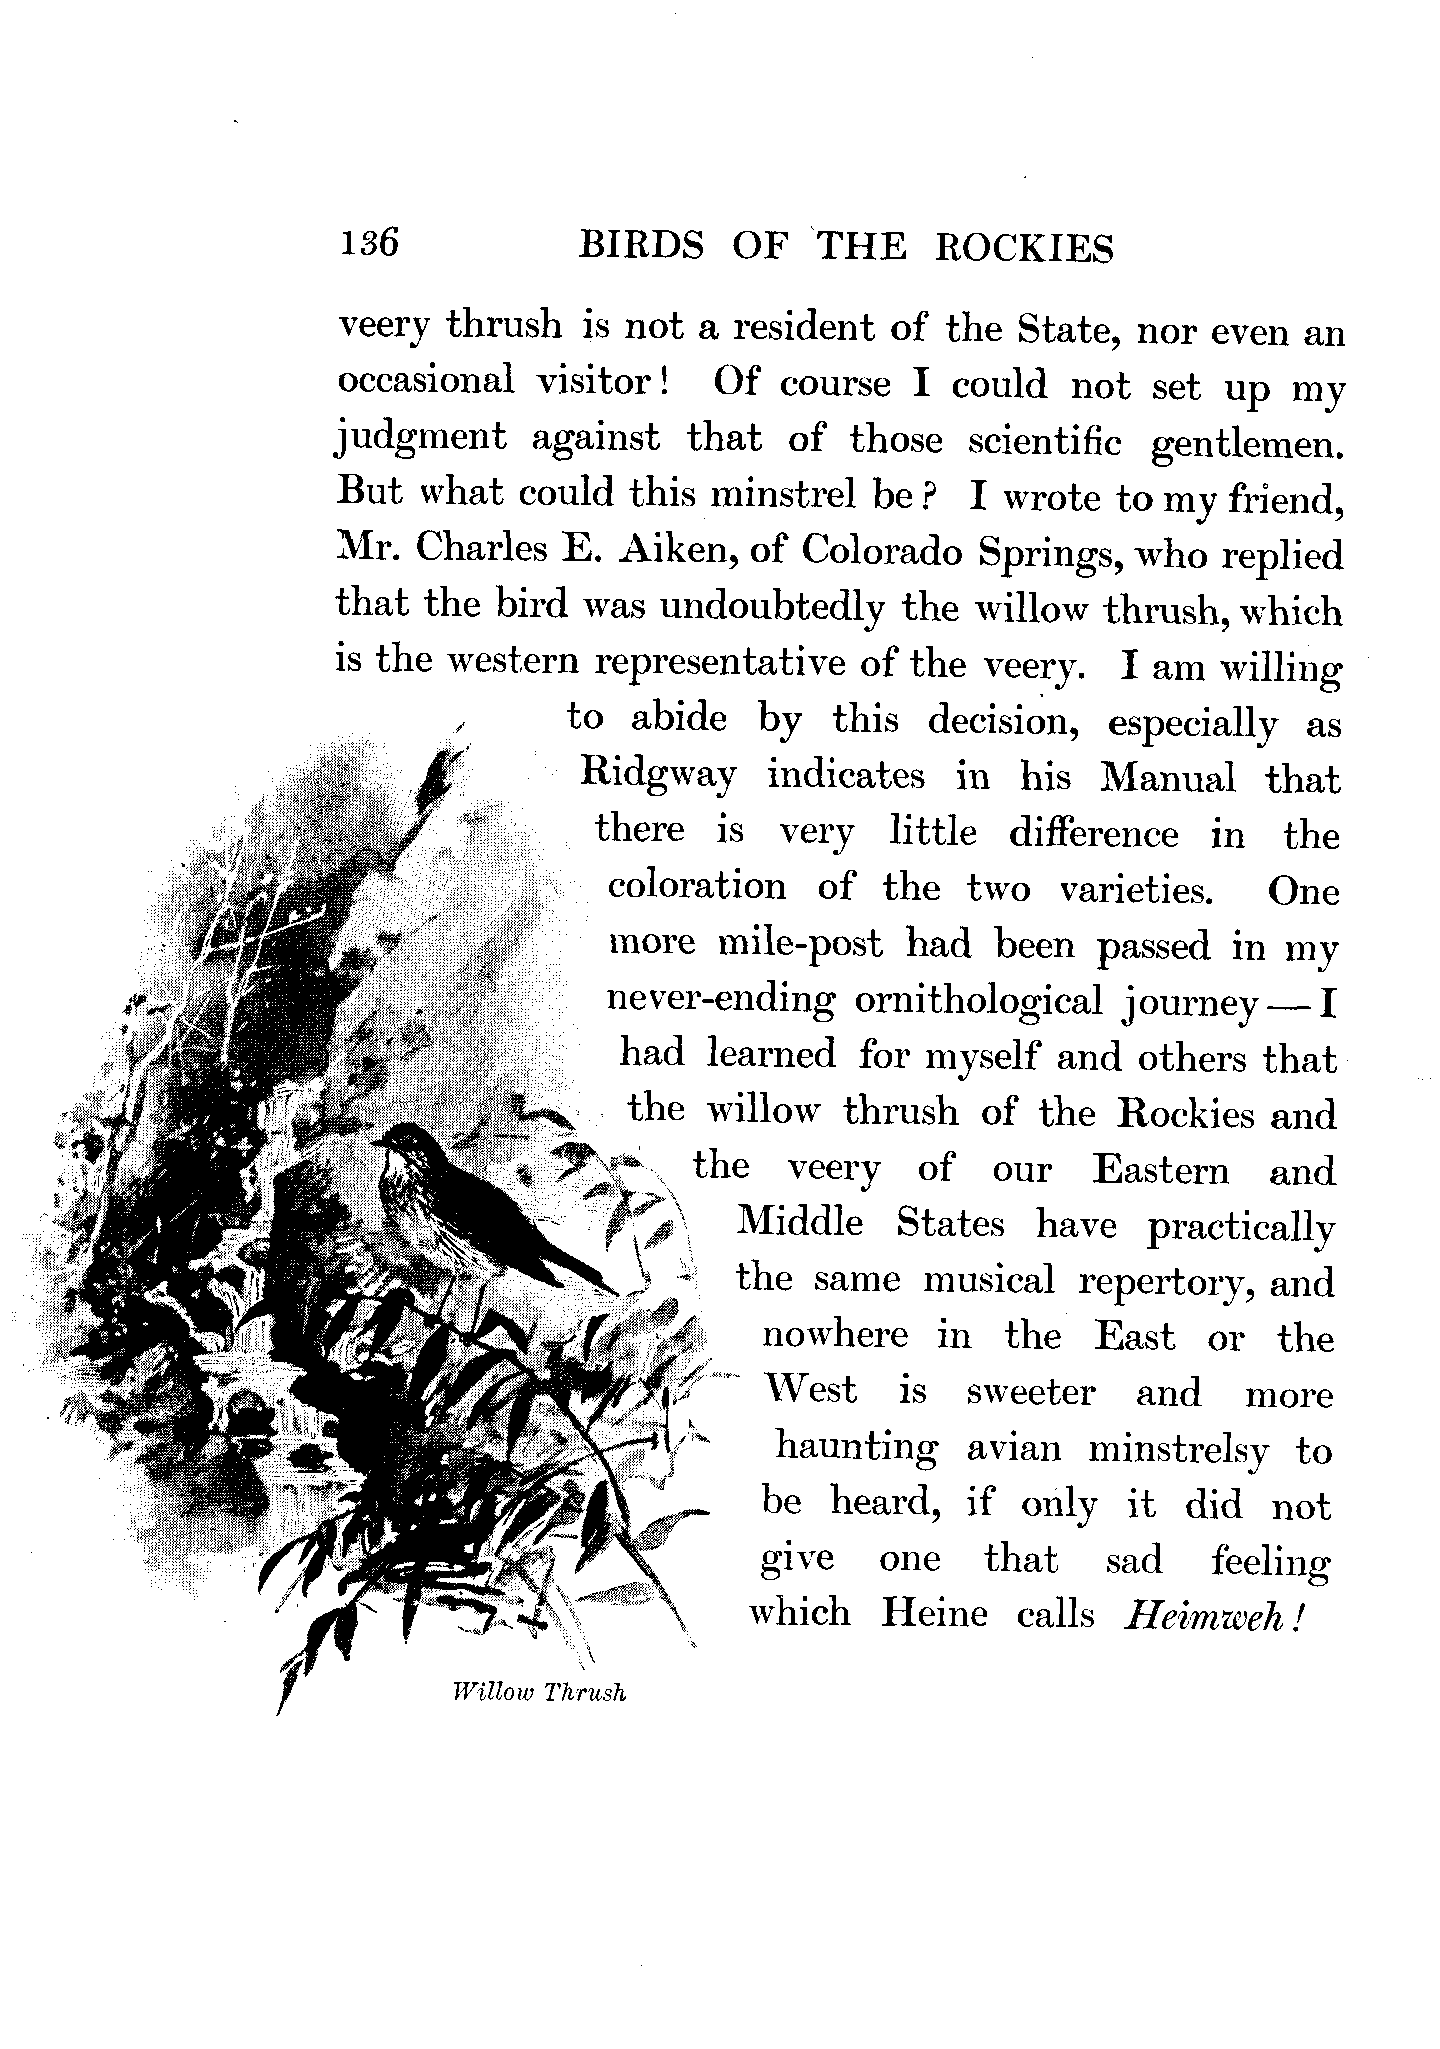 136 BIRDS OF THE ROCKIES
veery thrush is not a resident of the State, nor even an
occasional visitor! Of course I could not set up my
judgment against that of those scientific gentlemen.
But what could this minstrel be? I wrote to my friend,
Mr. Charles E. Aiken, of Colorado Springs, who replied
that the bird was undoubtedly the willow thrush, which
is the western representative of the veery. I am willing
to abide by this decision, especially as
Ridgway indicates in his Manual that
there is very little difference in the
coloration of the two varieties. One
more mile-post had been passed in my
never-ending ornithological journey — I
had learned for myself and others that
the willow thrush of the Rockies and
the veery of our Eastern and
Middle States have practically
the same musical repertory, and
nowhere in the East or the
West is sweeter and more
haunting avian minstrelsy to
be heard, if only it did not
give one that sad feeling
which Heine calls Heimweh!
Willow Thrush